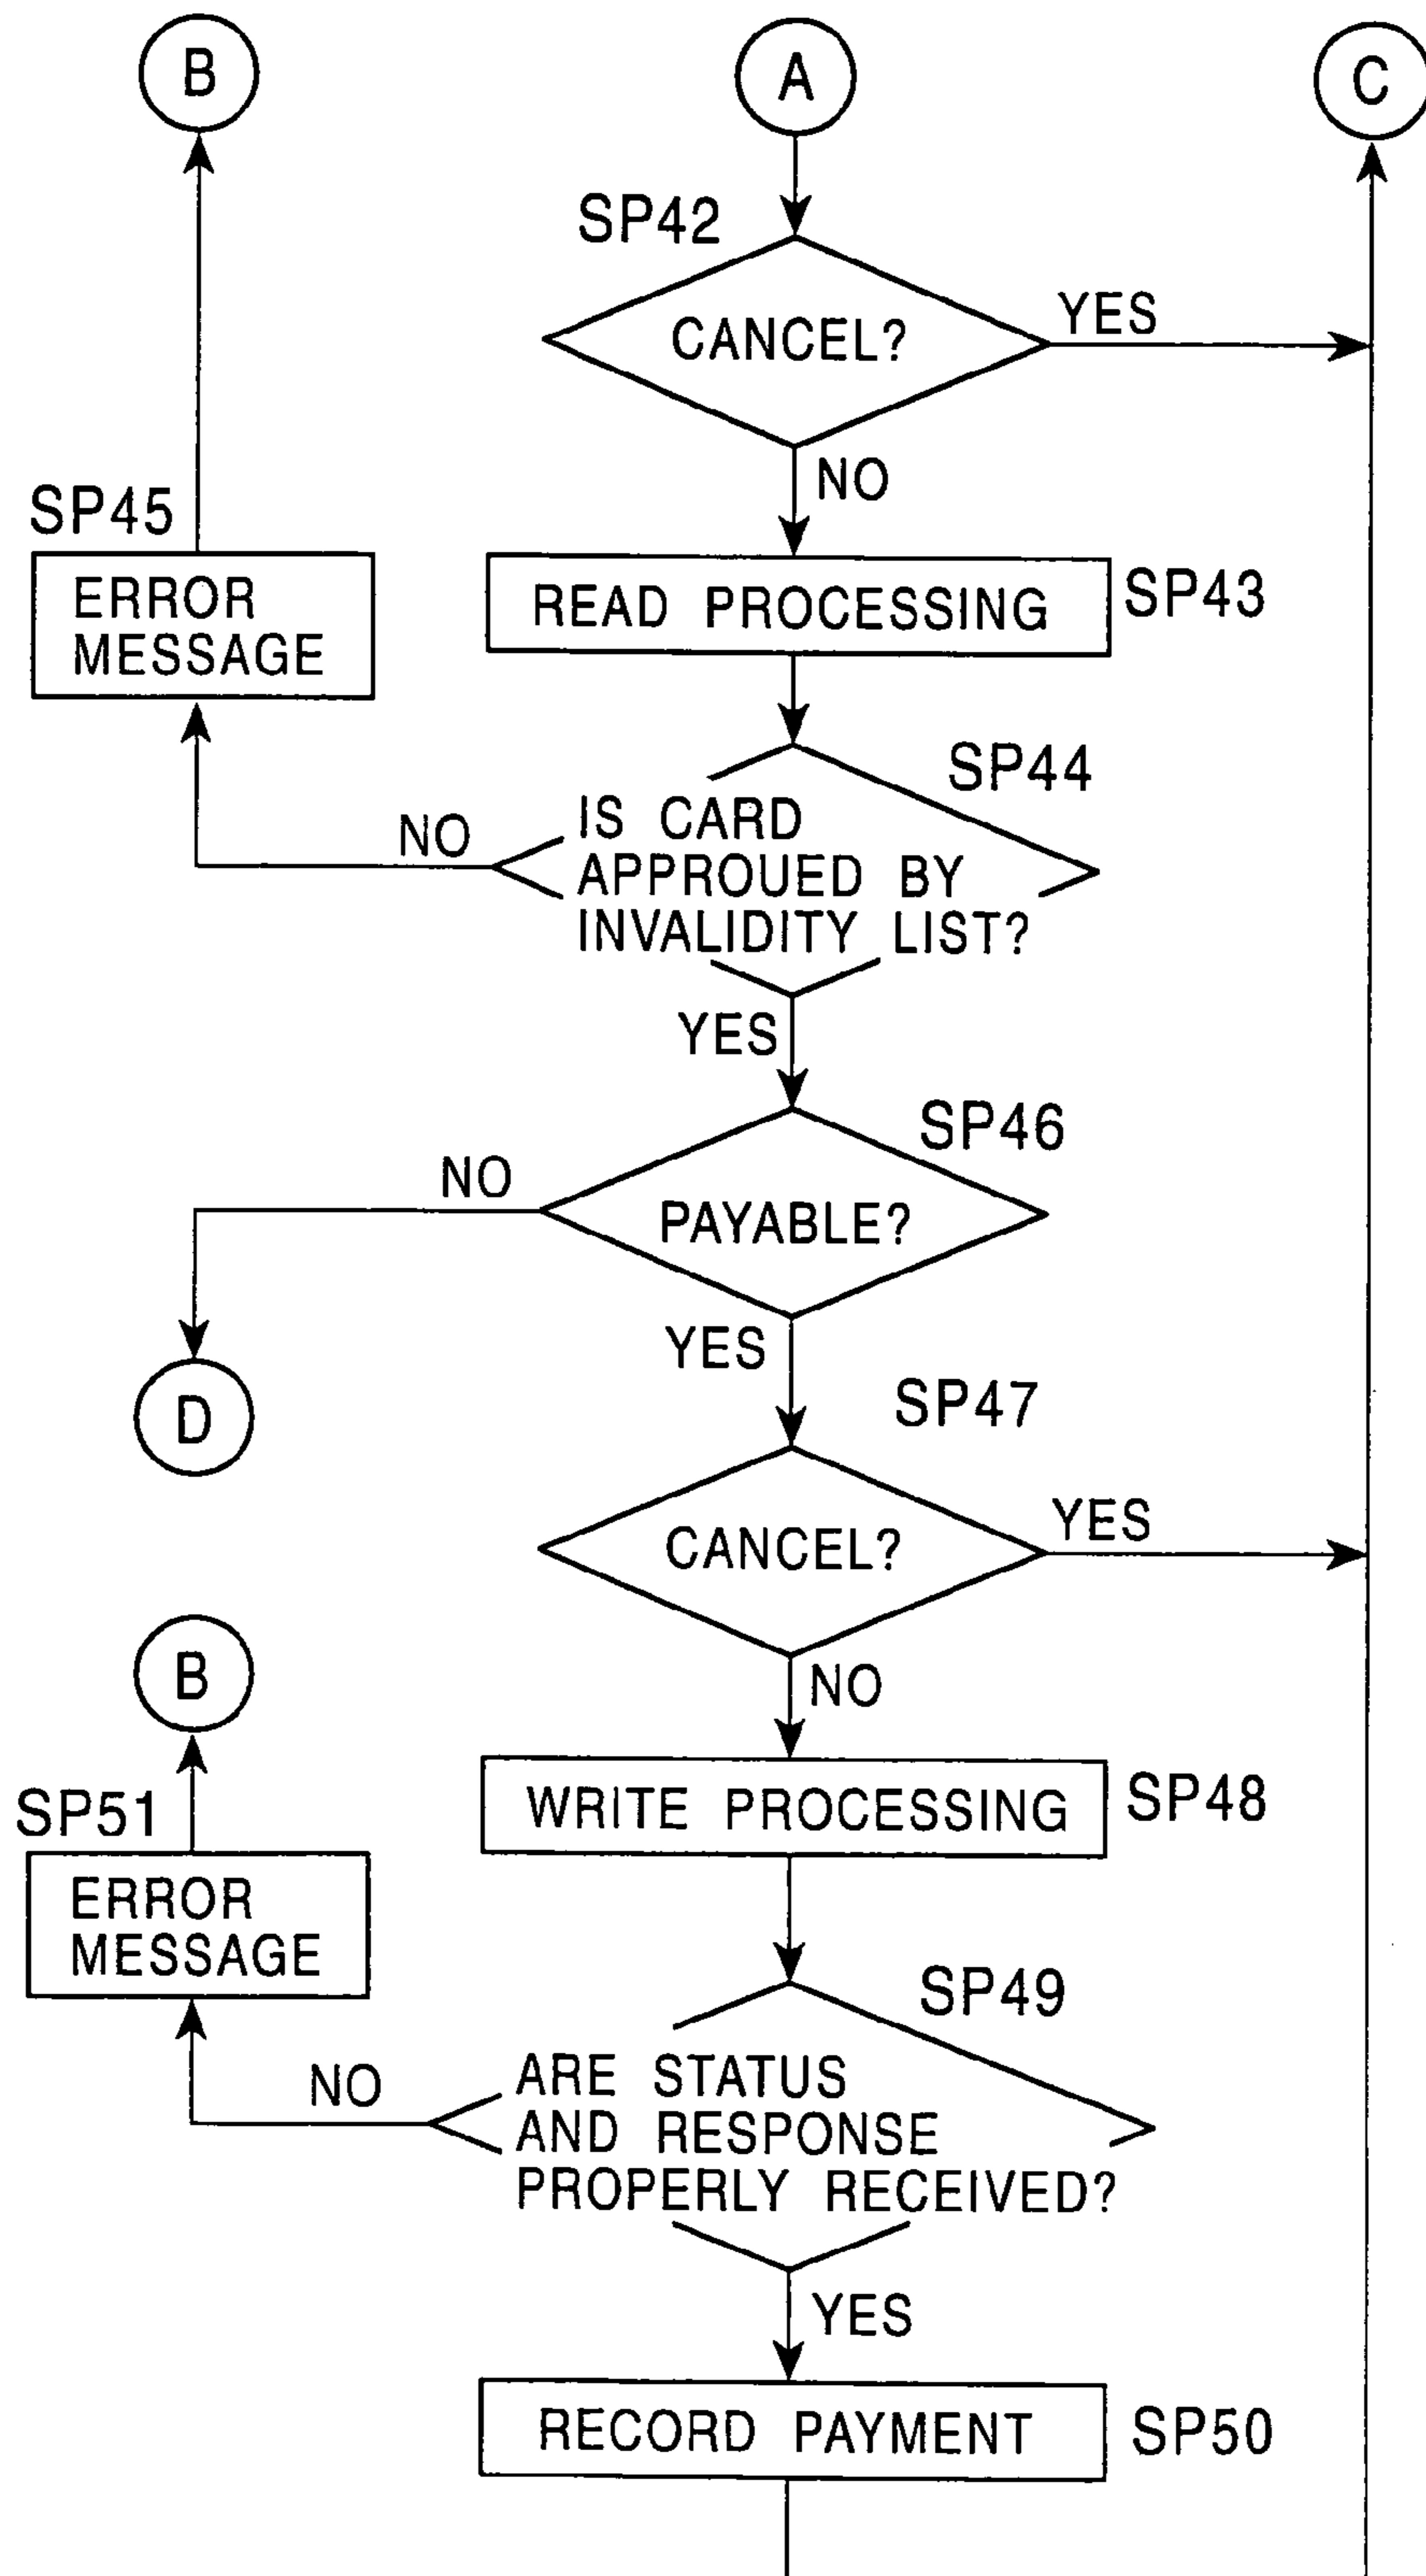 B
A
C
SP42
CANCEL?
YES
NO
SP45
ERROR
MESSAGE
READ PROCESSING
SP43
SP44
NO
IS CARD
APPROUED BY
INVALIDITY LIST?
YES
SP46
NO
PAYABLE?
YES
D
SP47
CANCEL?
YES
NO
B
SP51
ERROR
MESSAGE
WRITE PROCESSING
SP48
SP49
NO
ARE STATUS
AND RESPONSE
PROPERLY RECEIVED?
YES
RECORD PAYMENT
SP50